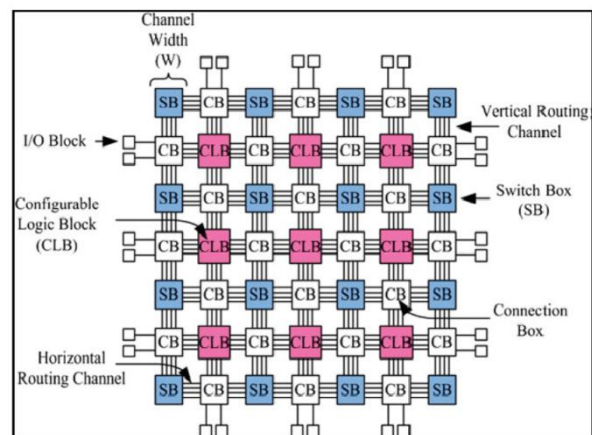 Channel
Width
(W)
SB CB SB CB SB CB SB
Vertical Routing
Channel
I/O Block
CB CLB CB CLB CB CLB CB
Configurable
Logic Block
(CLB)
SB CB SB CB SB CB SB
Switch Box
(SB)
CB CLB CB CLB CB CLB CB
SB CB SB CB SB CB SB
Connection
Box
CB CLB CB CLB CB CLB CB
Horizontal
Routing Channel
SB CB SB CB SB CB SB